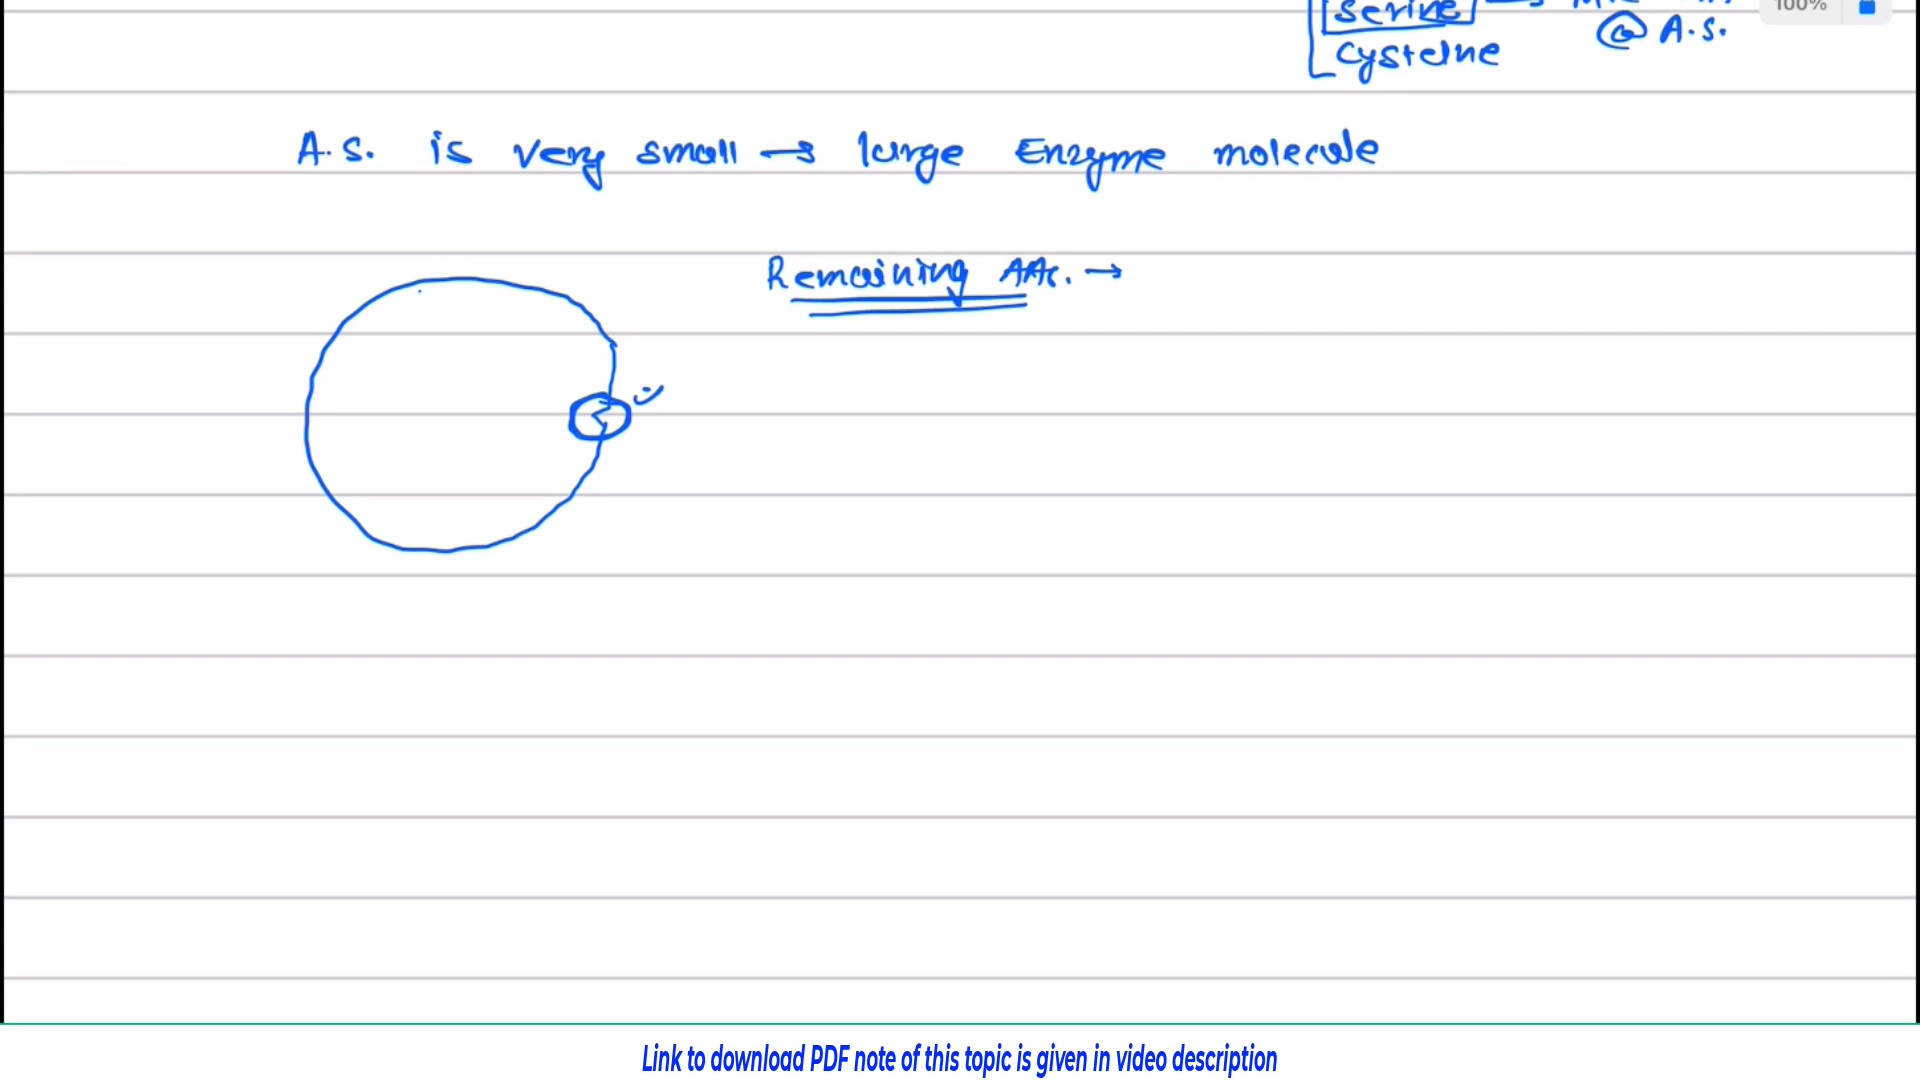 serine →
100%
@ A.S.
cysteine
A.S. is very small → large Enzyme molecule
Remaining AAs. →
Link to download PDF note of this topic is given in video description